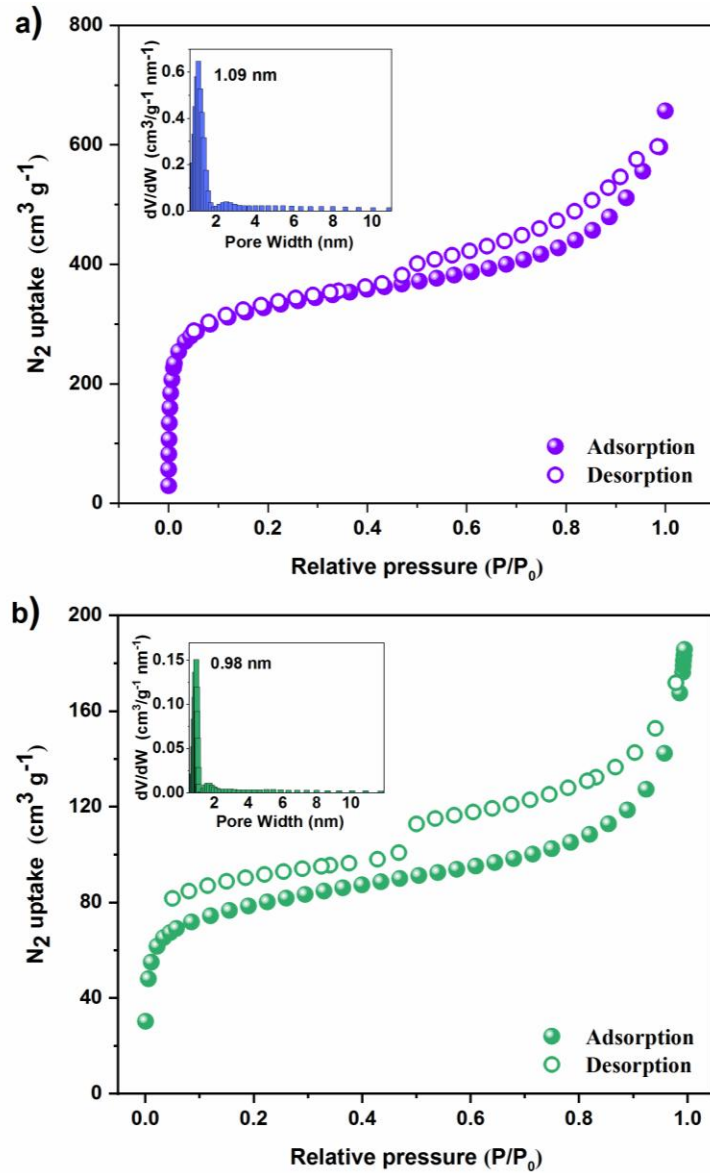 a)
800
600
400
200
0
N₂ uptake (cm³ g⁻¹)
0.0 0.2 0.4 0.6 0.8 1.0
Relative pressure (P/P₀)
1.09 nm
0.6
0.4
0.2
0.0
dV/dW (cm3/g⁻¹ nm⁻¹)
2 4 6 8 10
Pore Width (nm)
Adsorption
Desorption
b)
200
160
120
80
40
0
N₂ uptake (cm³ g⁻¹)
0.0 0.2 0.4 0.6 0.8 1.0
Relative pressure (P/P₀)
0.98 nm
0.15
0.10
0.05
0.00
dV/dW (cm³/g⁻¹ nm⁻¹)
2 4 6 8 10
Pore Width (nm)
Adsorption
Desorption